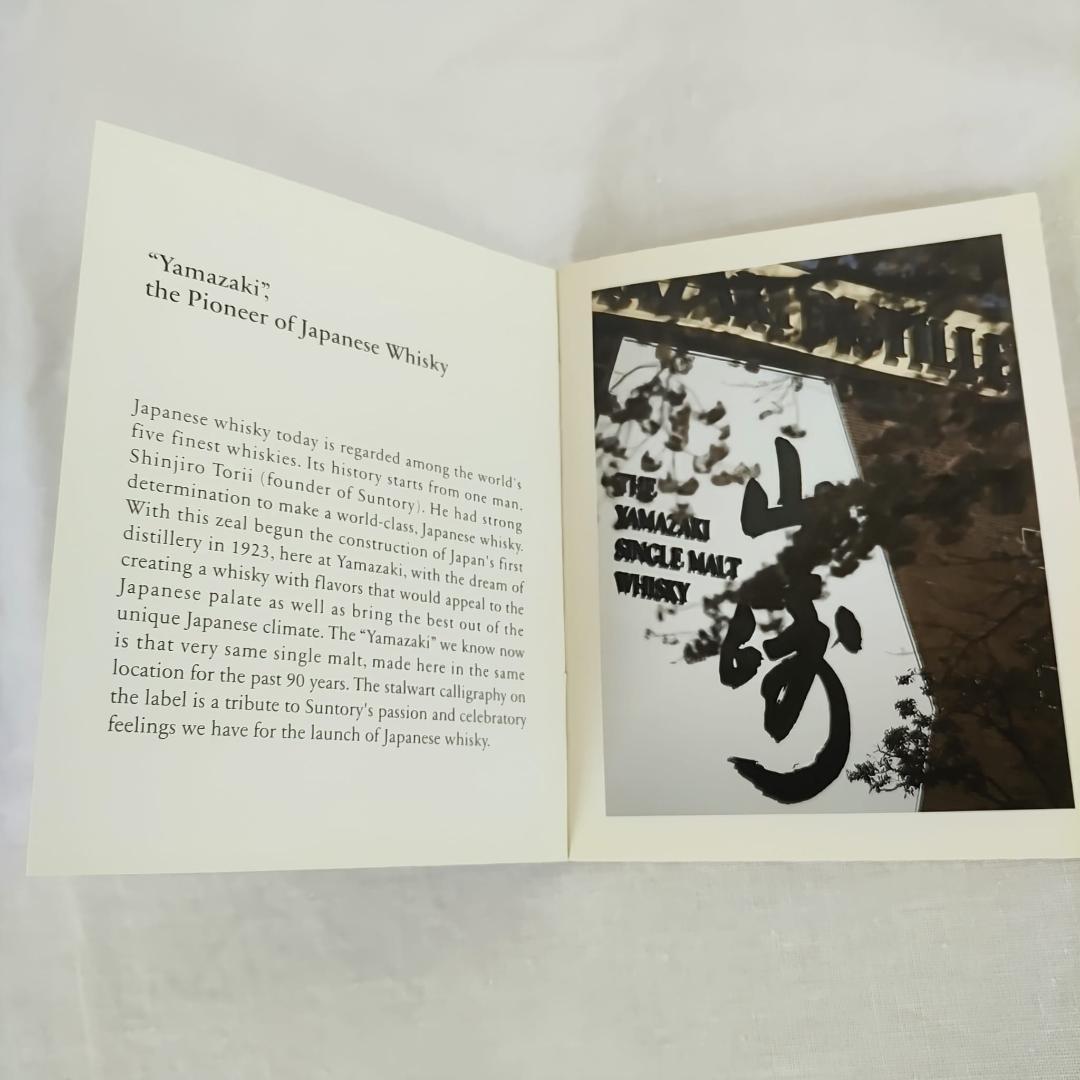 “Yamazaki”,
the Pioneer of Japanese Whisky
Japanese whisky today is regarded among the world's
five finest whiskies. Its history starts from one man,
Shinjiro Torii (founder of Suntory). He had strong
determination to make a world-class, Japanese whisky.
With this zeal begun the construction of Japan's first
distillery in 1923, here at Yamazaki, with the dream of
creating a whisky with flavors that would appeal to the
Japanese palate as well as bring the best out of the
unique Japanese climate. The “Yamazaki” we know now
is that very same single malt, made here in the same
location for the past 90 years. The stalwart calligraphy on
the label is a tribute to Suntory's passion and celebratory
feelings we have for the launch of Japanese whisky.
THE
YAMAZAKI
SINGLE MALT
WHISKY
山崎